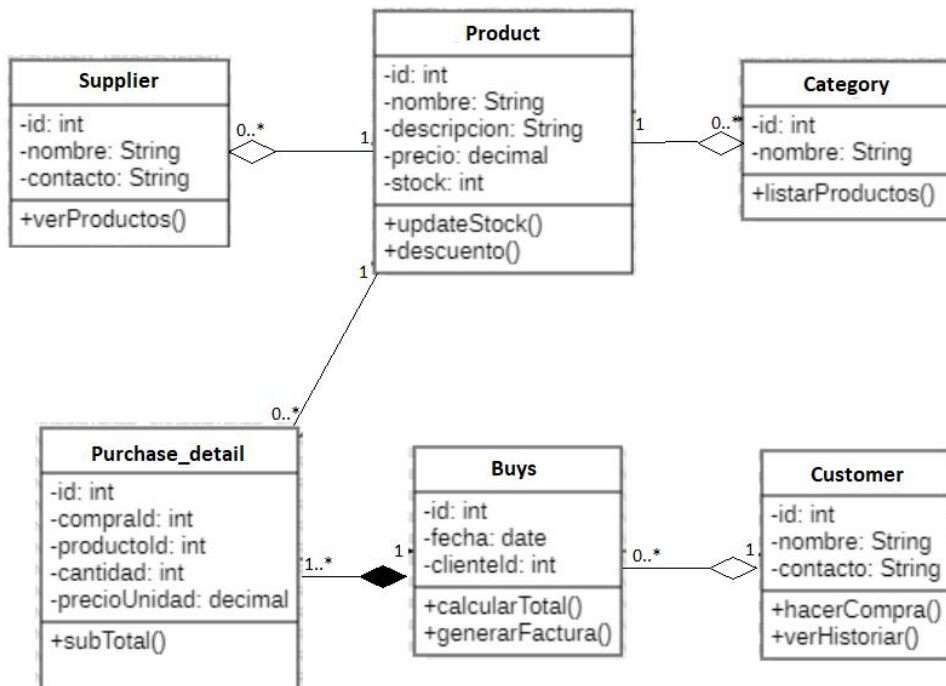 Product
-id: int
-nombre: String
-descripcion: String
-precio: decimal
-stock: int
+updateStock()
+descuento()
Supplier
-id: int
-nombre: String
-contacto: String
+verProductos()
0..*
1
Category
-id: int
-nombre: String
+listarProductos()
1
0..*
1
0..*
Purchase_detail
-id: int
-compraId: int
-productoId: int
-cantidad: int
-precioUnidad: decimal
+subTotal()
1..*
1
Buys
-id: int
-fecha: date
-clienteId: int
+calcularTotal()
+generarFactura()
0..*
1
Customer
-id: int
-nombre: String
-contacto: String
+hacerCompra()
+verHistoriar()